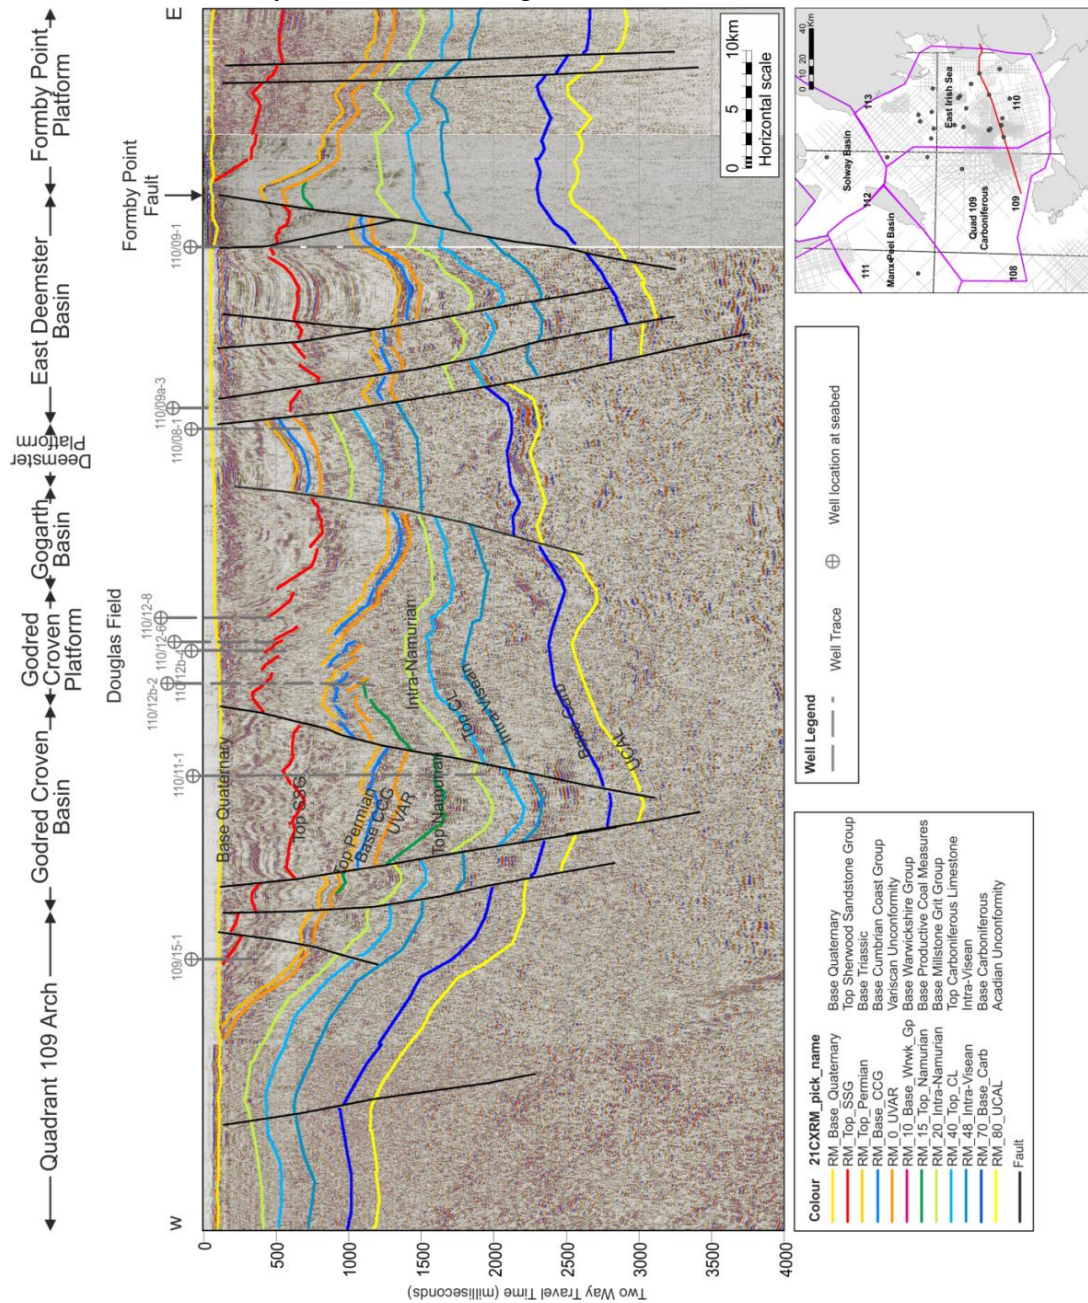 Quadrant 109 Arch
Godred Croven
Basin
Godred
Croven
Platform
Gogarth
Basin
Deemster
Platform
East Deemster
Basin
Formby Point
Platform
Formby Point
Fault
Douglas Field
109/15-1
110/11-1
110/12b-2
110/12b-4
110/12-6
110/12-8
110/08-1
110/09a-3
110/09-1
W
E
0
500
1000
1500
2000
2500
3000
3500
4000
Two Way Travel Time (milliseconds)
Base Quaternary
Top SSG
Top Permian
Base CCG
UVAR
Top Namurian
Intra-Namurian
Top CL
Intra-Visean
Base Carb
UCAL
0 5 10km
Horizontal scale
Colour 21CXRM_pick_name
RM_Base_Quaternary Base Quaternary
RM_Top_SSG Top Sherwood Sandstone Group
RM_Top_Permian Base Triassic
RM_Base_CCG Base Cumbrian Coast Group
RM_0_UVAR Variscan Unconformity
RM_10_Base_Wrwk_Gp Base Warwickshire Group
RM_15_Top_Namurian Base Productive Coal Measures
RM_20_Intra-Namurian Base Millstone Grit Group
RM_40_Top_CL Top Carboniferous Limestone
RM_48_Intra-Visean Intra-Visean
RM_70_Base_Carb Base Carboniferous
RM_80_UCAL Acadian Unconformity
Fault
Well Legend
Well Trace
Well location at seabed
0 10 20 40
Km
111
112
113
Manx-Peel Basin
Solway Basin
East Irish Sea
108
109
110
Quad 109
Carboniferous